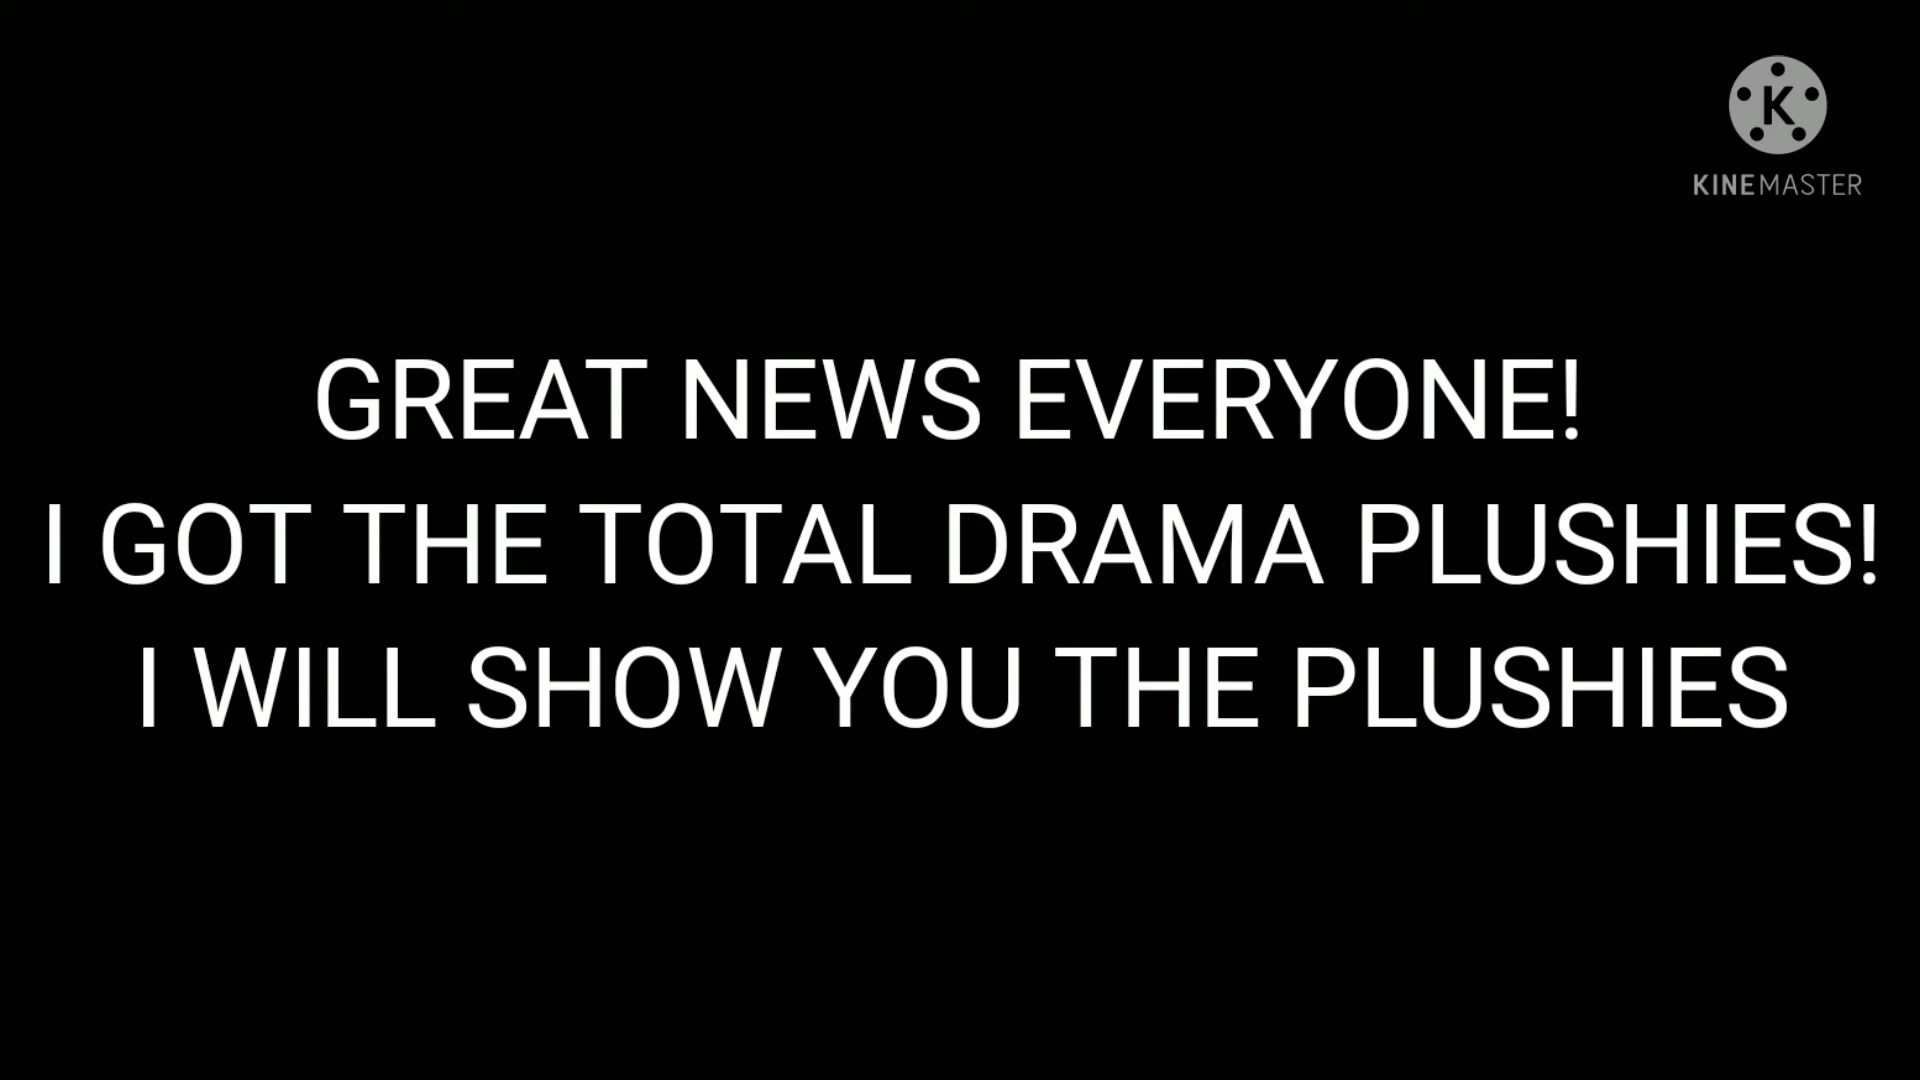 K
KINEMASTER
GREAT NEWS EVERYONE!
I GOT THE TOTAL DRAMA PLUSHIES!
I WILL SHOW YOU THE PLUSHIES